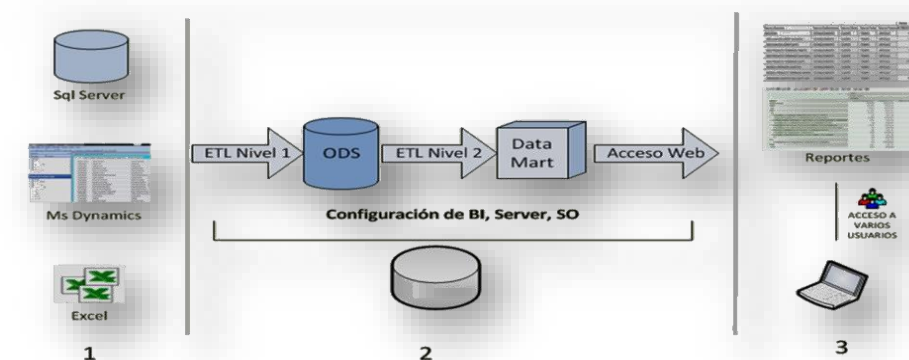 Sql Server
Ms Dynamics
Excel
1
ETL Nivel 1
ODS
ETL Nivel 2
Data
Mart
Acceso Web
Configuración de BI, Server, SO
2
Reportes
ACCESO A
VARIOS
USUARIOS
3